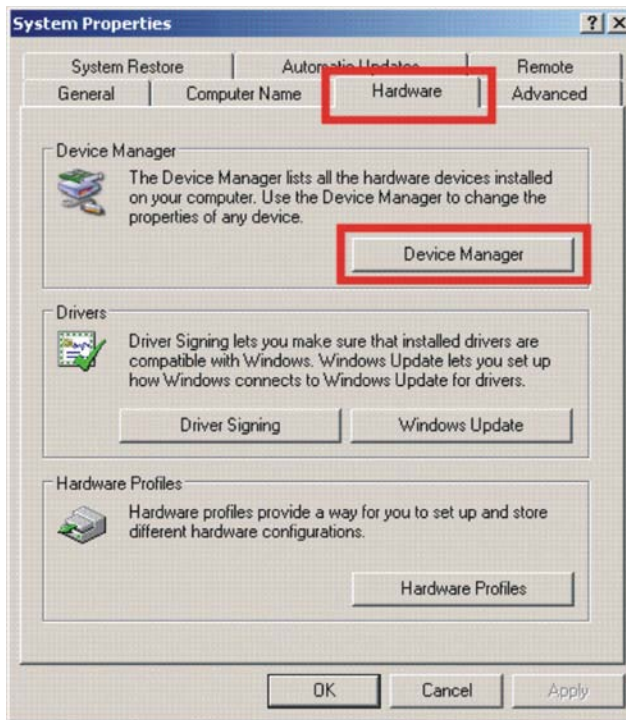 System Properties
System Restore
Automatic Updates
Remote
General
Computer Name
Hardware
Advanced
Device Manager
The Device Manager lists all the hardware devices installed
on your computer. Use the Device Manager to change the
properties of any device.
Device Manager
Drivers
Driver Signing lets you make sure that installed drivers are
compatible with Windows. Windows Update lets you set up
how Windows connects to Windows Update for drivers.
Driver Signing
Windows Update
Hardware Profiles
Hardware profiles provide a way for you to set up and store
different hardware configurations.
Hardware Profiles
OK
Cancel
Apply